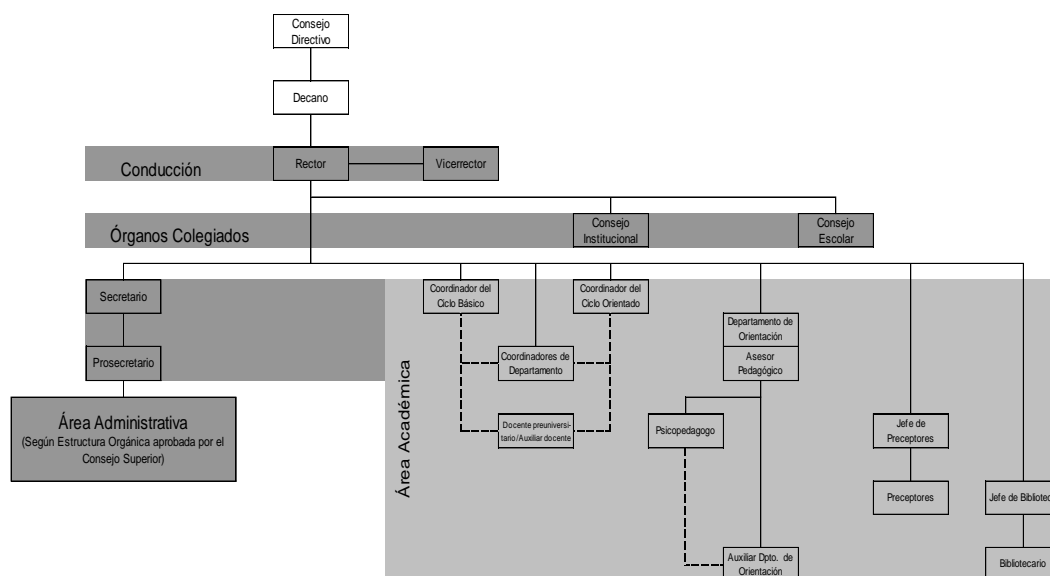 Consejo
Directivo
Decano
Conducción
Rector
Vicerrector
Órganos Colegiados
Consejo
Institucional
Consejo
Escolar
Secretario
Coordinador del
Ciclo Básico
Coordinador del
Ciclo Orientado
Departamento de
Orientación
Prosecretario
Coordinadores de
Departamento
Asesor
Pedagógico
Área Administrativa
(Según Estructura Orgánica aprobada por el
Consejo Superior)
Área Académica
Docente preuniversi-
tario/Auxiliar docente
Psicopedagogo
Jefe de
Preceptores
Preceptores
Jefe de Bibliotec
Auxiliar Dpto. de
Orientación
Bibliotecario